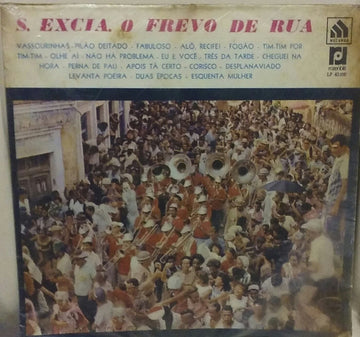 S. EXCIA. O FREVO DE RUA
VASSOURINHAS - PILÃO DEITADO - FABULOSO - ALÔ, RECIFE! - FOGÃO - TIM-TIM POR
TIM-TIM - OLHE AÍ - NÃO HÁ PROBLEMA - EU E VOCÊ - TRÊS DA TARDE - CHEGUEI NA
HORA - PERNA DE PAU - APOIS TÁ CERTO - CORISCO - DESPLANAVIADO
LEVANTA POEIRA - DUAS ÉPOCAS - ESQUENTA MULHER